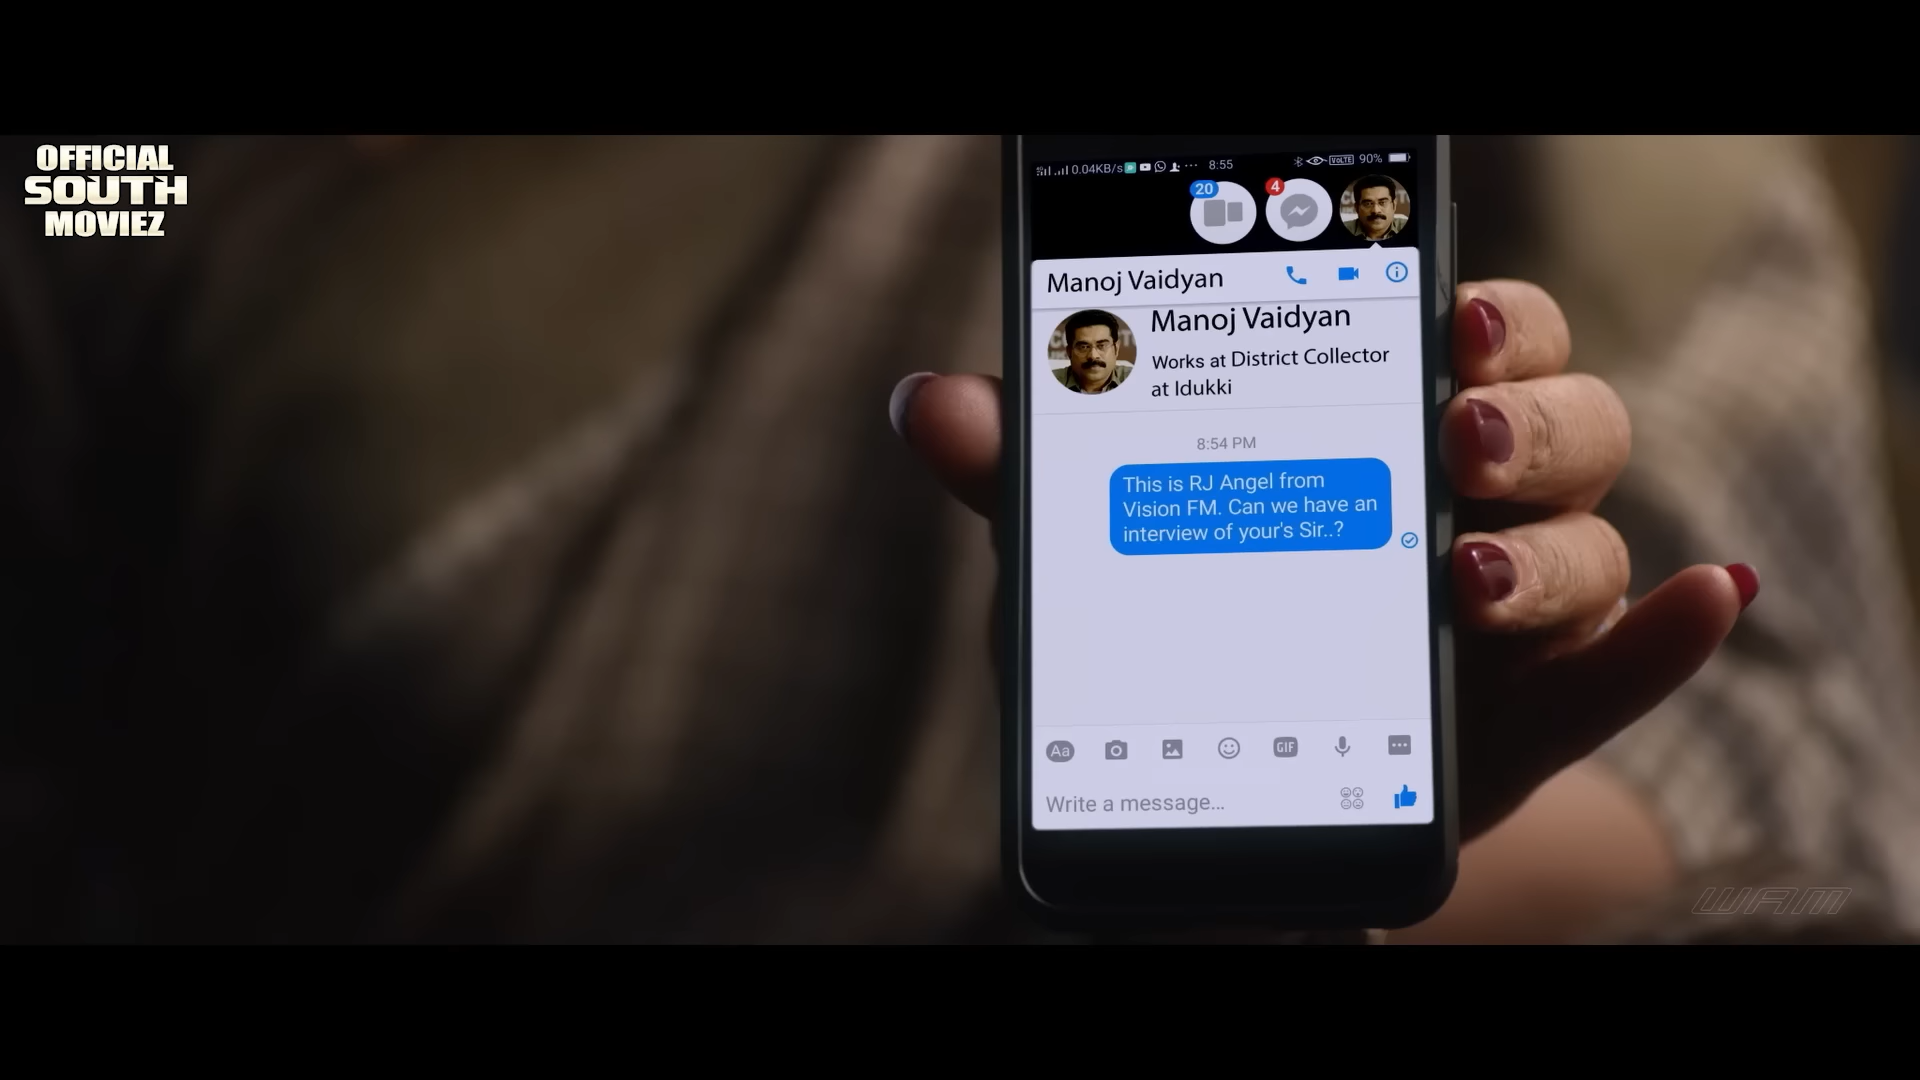 OFFICIAL
SOUTH
MOVIEZ
0.04KB/s ... 8:55 VOLTE 90%
20 4
Manoj Vaidyan
Manoj Vaidyan
Works at District Collector
at Idukki
8:54 PM
This is RJ Angel from
Vision FM. Can we have an
interview of your's Sir..?
Aa GIF
Write a message...
WAM